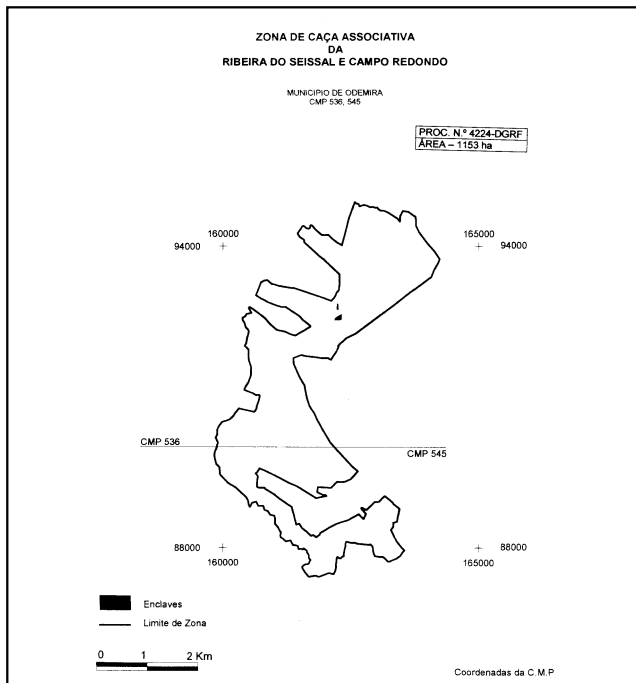 ZONA DE CAÇA ASSOCIATIVA
DA
RIBEIRA DO SEISSAL E CAMPO REDONDO
MUNICIPIO DE ODEMIRA
CMP 536, 545
PROC. N.º 4224-DGRF
ÁREA – 1153 ha
160000
165000
94000
94000
CMP 536
CMP 545
88000
88000
160000
165000
Enclaves
Limite de Zona
0 1 2 Km
Coordenadas da C.M.P